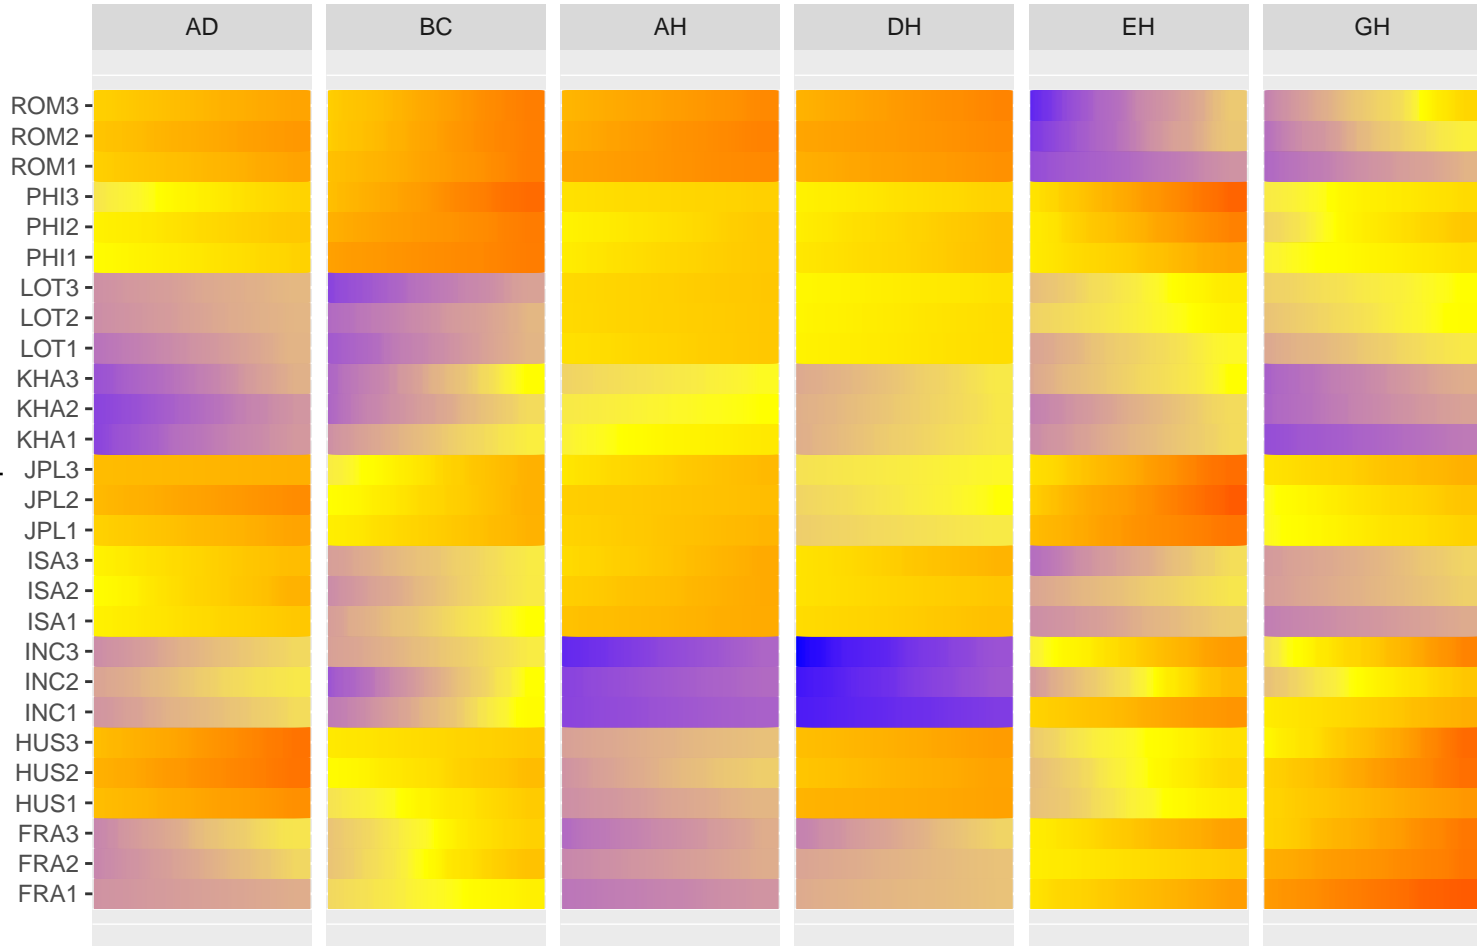 AD BC AH DH EH GH
ROM3
ROM2
ROM1
PHI3
PHI2
PHI1
LOT3
LOT2
LOT1
KHA3
KHA2
KHA1
JPL3
JPL2
JPL1
ISA3
ISA2
ISA1
INC3
INC2
INC1
HUS3
HUS2
HUS1
FRA3
FRA2
FRA1